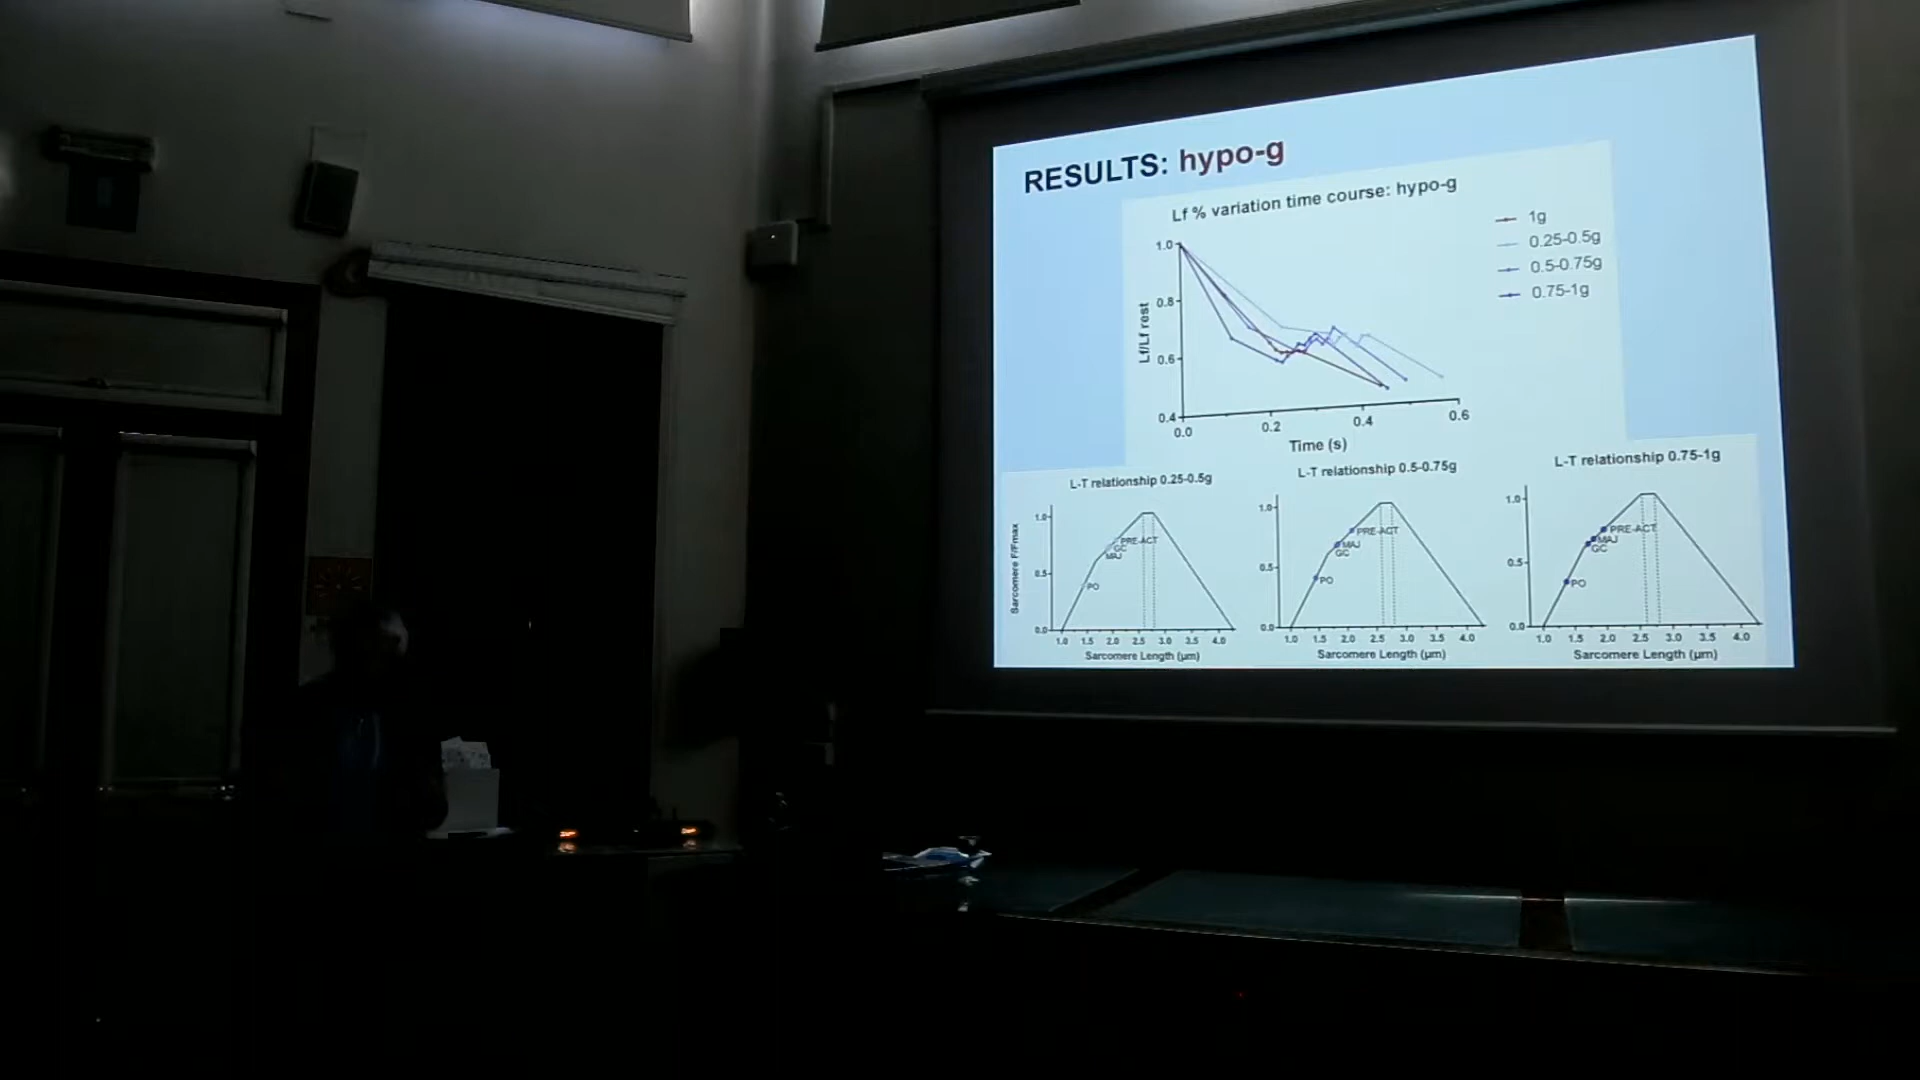 RESULTS: hypo-g
Lf % variation time course: hypo-g
1g
0.25-0.5g
0.5-0.75g
0.75-1g
1.0
0.8
0.6
0.4
Lf/Lf rest
0.0 0.2 0.4 0.6
Time (s)
L-T relationship 0.25-0.5g
Sarcomere F/Fmax
1.0
0.5
0.0
PRE-ACT
GC
MAJ
PO
1.0 1.5 2.0 2.5 3.0 3.5 4.0
Sarcomere Length (µm)
L-T relationship 0.5-0.75g
1.0
0.5
0.0
PRE-ACT
MAJ
GC
PO
1.0 1.5 2.0 2.5 3.0 3.5 4.0
Sarcomere Length (µm)
L-T relationship 0.75-1g
1.0
0.5
0.0
PRE-ACT
MAJ
GC
PO
1.0 1.5 2.0 2.5 3.0 3.5 4.0
Sarcomere Length (µm)